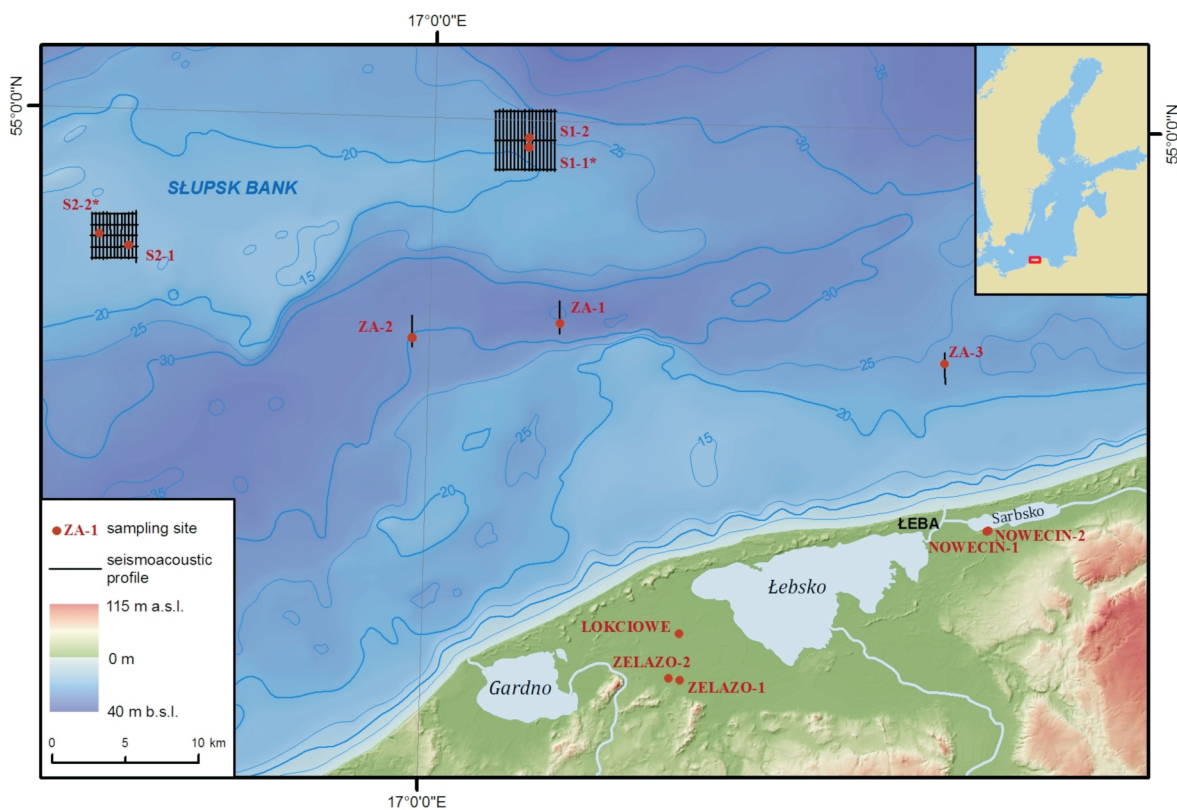 17°0'0"E
55°0'0"N
55°0'0"N
35
30
S1-2
S1-1*
25
20
SŁUPSK BANK
S2-2*
S2-1
15
20
25
30
ZA-1
ZA-2
30
ZA-3
25
20
15
25
20
35
ZA-1 sampling site
seismoacoustic
profile
115 m a.s.l.
0 m
40 m b.s.l.
0 5 10 km
ŁEBA
Sarbsko
NOWECIN-2
NOWECIN-1
Łebsko
LOKCIOWE
ZELAZO-2
ZELAZO-1
Gardno
17°0'0"E